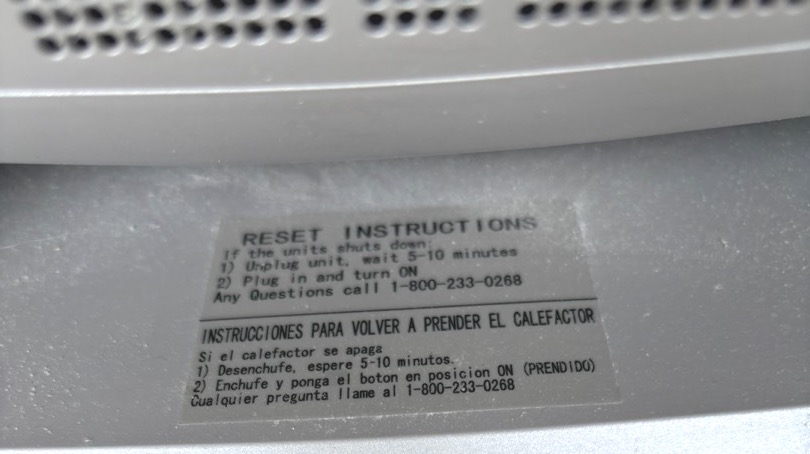 RESET INSTRUCTIONS
If the units shuts down:
1) Unplug unit, wait 5-10 minutes
2) Plug in and turn ON
Any Questions call 1-800-233-0268
INSTRUCCIONES PARA VOLVER A PRENDER EL CALEFACTOR
Si el calefactor se apaga
1) Desenchufe, espere 5-10 minutos.
2) Enchufe y ponga el boton en posicion ON (PRENDIDO)
Cualquier pregunta llame al 1-800-233-0268